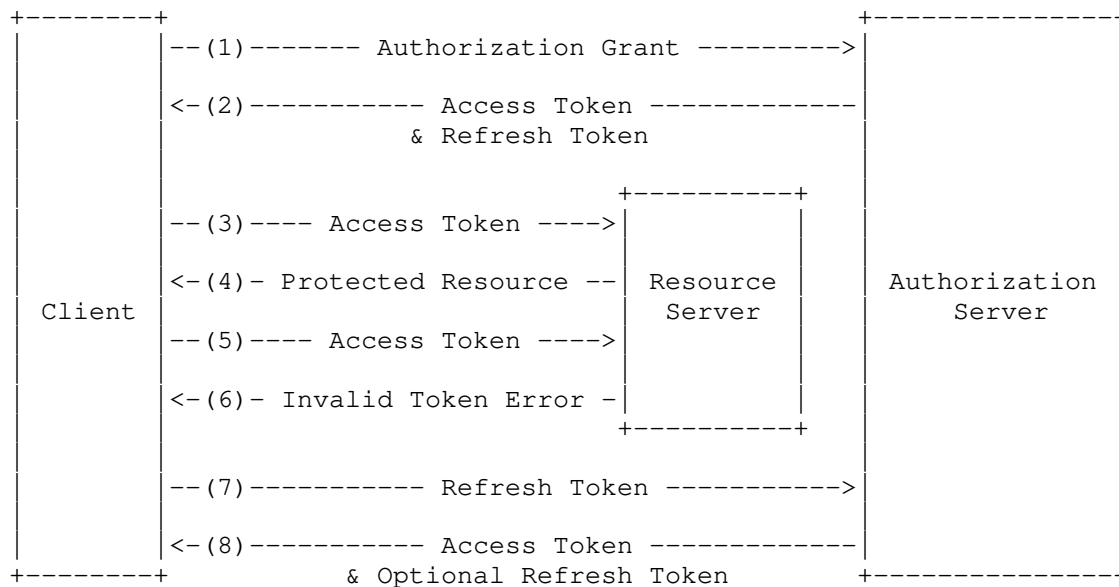 --(1)------- Authorization Grant --------->
<-(2)----------- Access Token -------------
& Refresh Token
--(3)---- Access Token ---->
<-(4)- Protected Resource --
Resource
Authorization
Client
Server
Server
--(5)---- Access Token ---->
<-(6)- Invalid Token Error -
--(7)----------- Refresh Token ----------->
<-(8)----------- Access Token -------------
& Optional Refresh Token